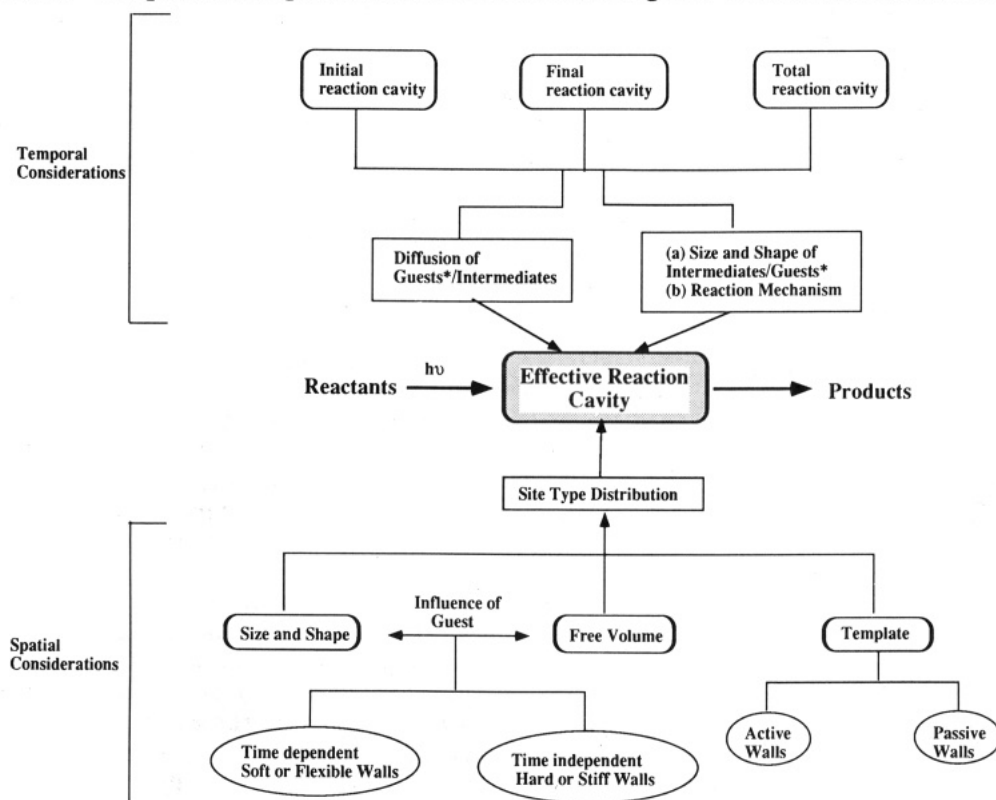 Initial
reaction cavity
Final
reaction cavity
Total
reaction cavity
Temporal
Considerations
Diffusion of
Guests*/Intermediates
(a) Size and Shape of
Intermediates/Guests*
(b) Reaction Mechanism
Reactants
hυ
Effective Reaction
Cavity
Products
Site Type Distribution
Influence of
Guest
Size and Shape
Free Volume
Template
Spatial
Considerations
Time dependent
Soft or Flexible Walls
Time independent
Hard or Stiff Walls
Active
Walls
Passive
Walls